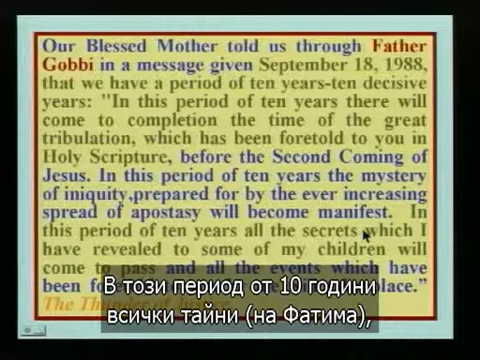 Our Blessed Mother told us through Father
Gobbi in a message given September 18, 1988,
that we have a period of ten years-ten decisive
years: "In this period of ten years there will
come to completion the time of the great
tribulation, which has been foretold to you in
Holy Scripture, before the Second Coming of
Jesus. In this period of ten years the mystery
of iniquity,prepared for by the ever increasing
spread of apostasy will become manifest. In
this period of ten years all the secrets which I
have revealed to some of my children will
come to pass and all the events which have
been place."
The of
В този период от 10 години
всички тайни (на Фатима),